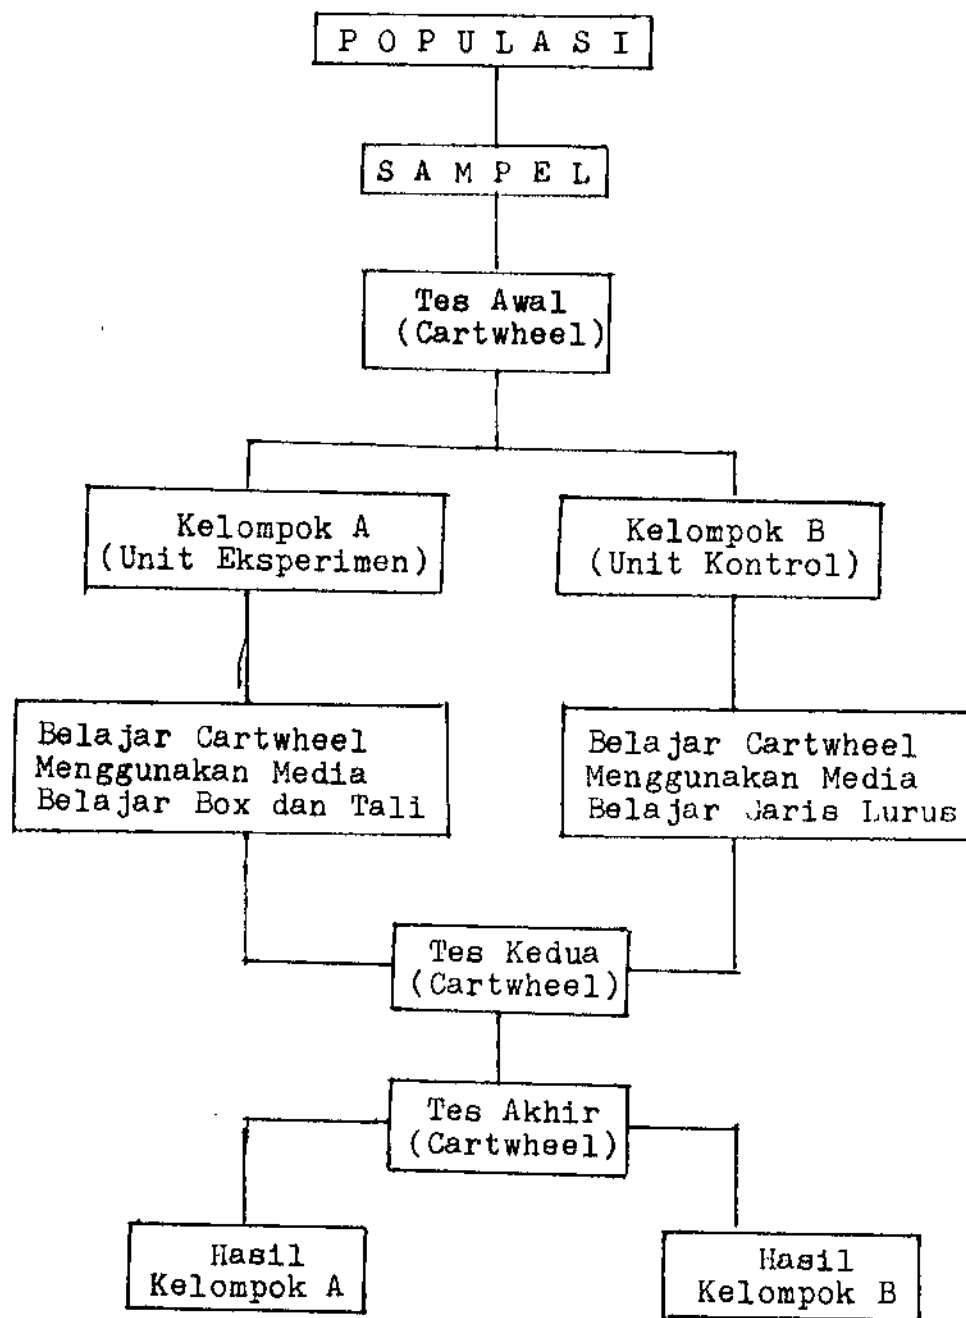 P O P U L A S I
S A M P E L
Tes Awal
(Cartwheel)
Kelompok A
(Unit Eksperimen)
Kelompok B
(Unit Kontrol)
Belajar Cartwheel
Menggunakan Media
Belajar Box dan Tali
Belajar Cartwheel
Menggunakan Media
Belajar Garis Lurus
Tes Kedua
(Cartwheel)
Tes Akhir
(Cartwheel)
Hasil
Kelompok A
Hasil
Kelompok B